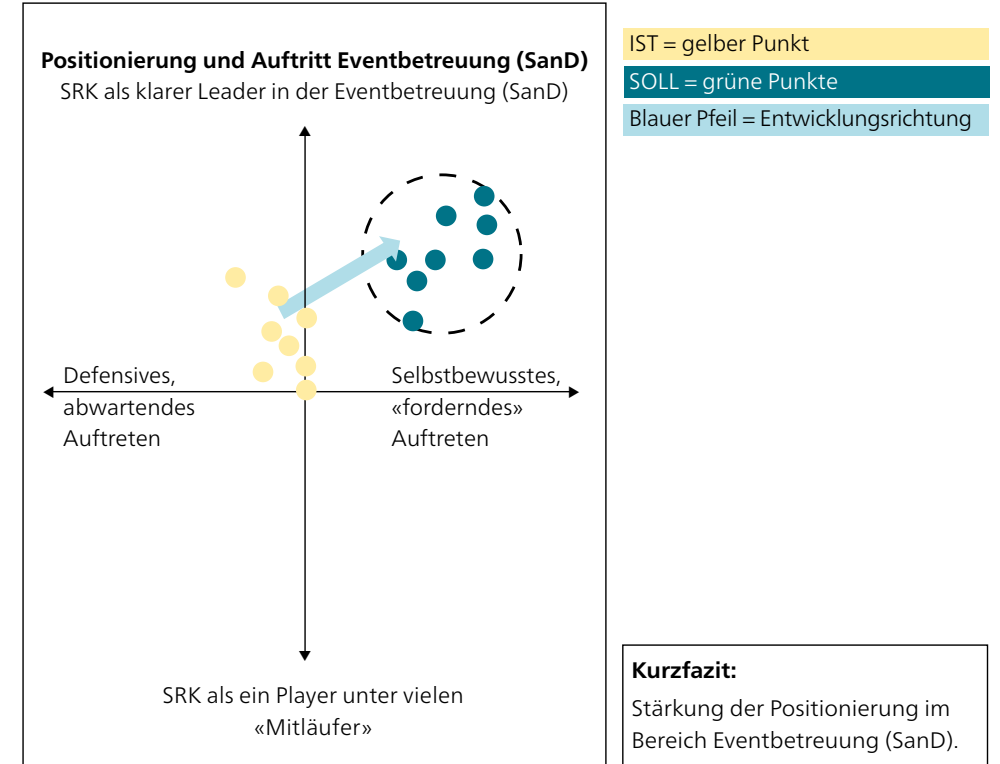 Positionierung und Auftritt Eventbetreuung (SanD)
SRK als klarer Leader in der Eventbetreuung (SanD)
IST = gelber Punkt
SOLL = grüne Punkte
Blauer Pfeil = Entwicklungsrichtung
Defensives,
abwartendes
Auftreten
Selbstbewusstes,
«forderndes»
Auftreten
SRK als ein Player unter vielen
«Mitläufer»
Kurzfazit:
Stärkung der Positionierung im
Bereich Eventbetreuung (SanD).